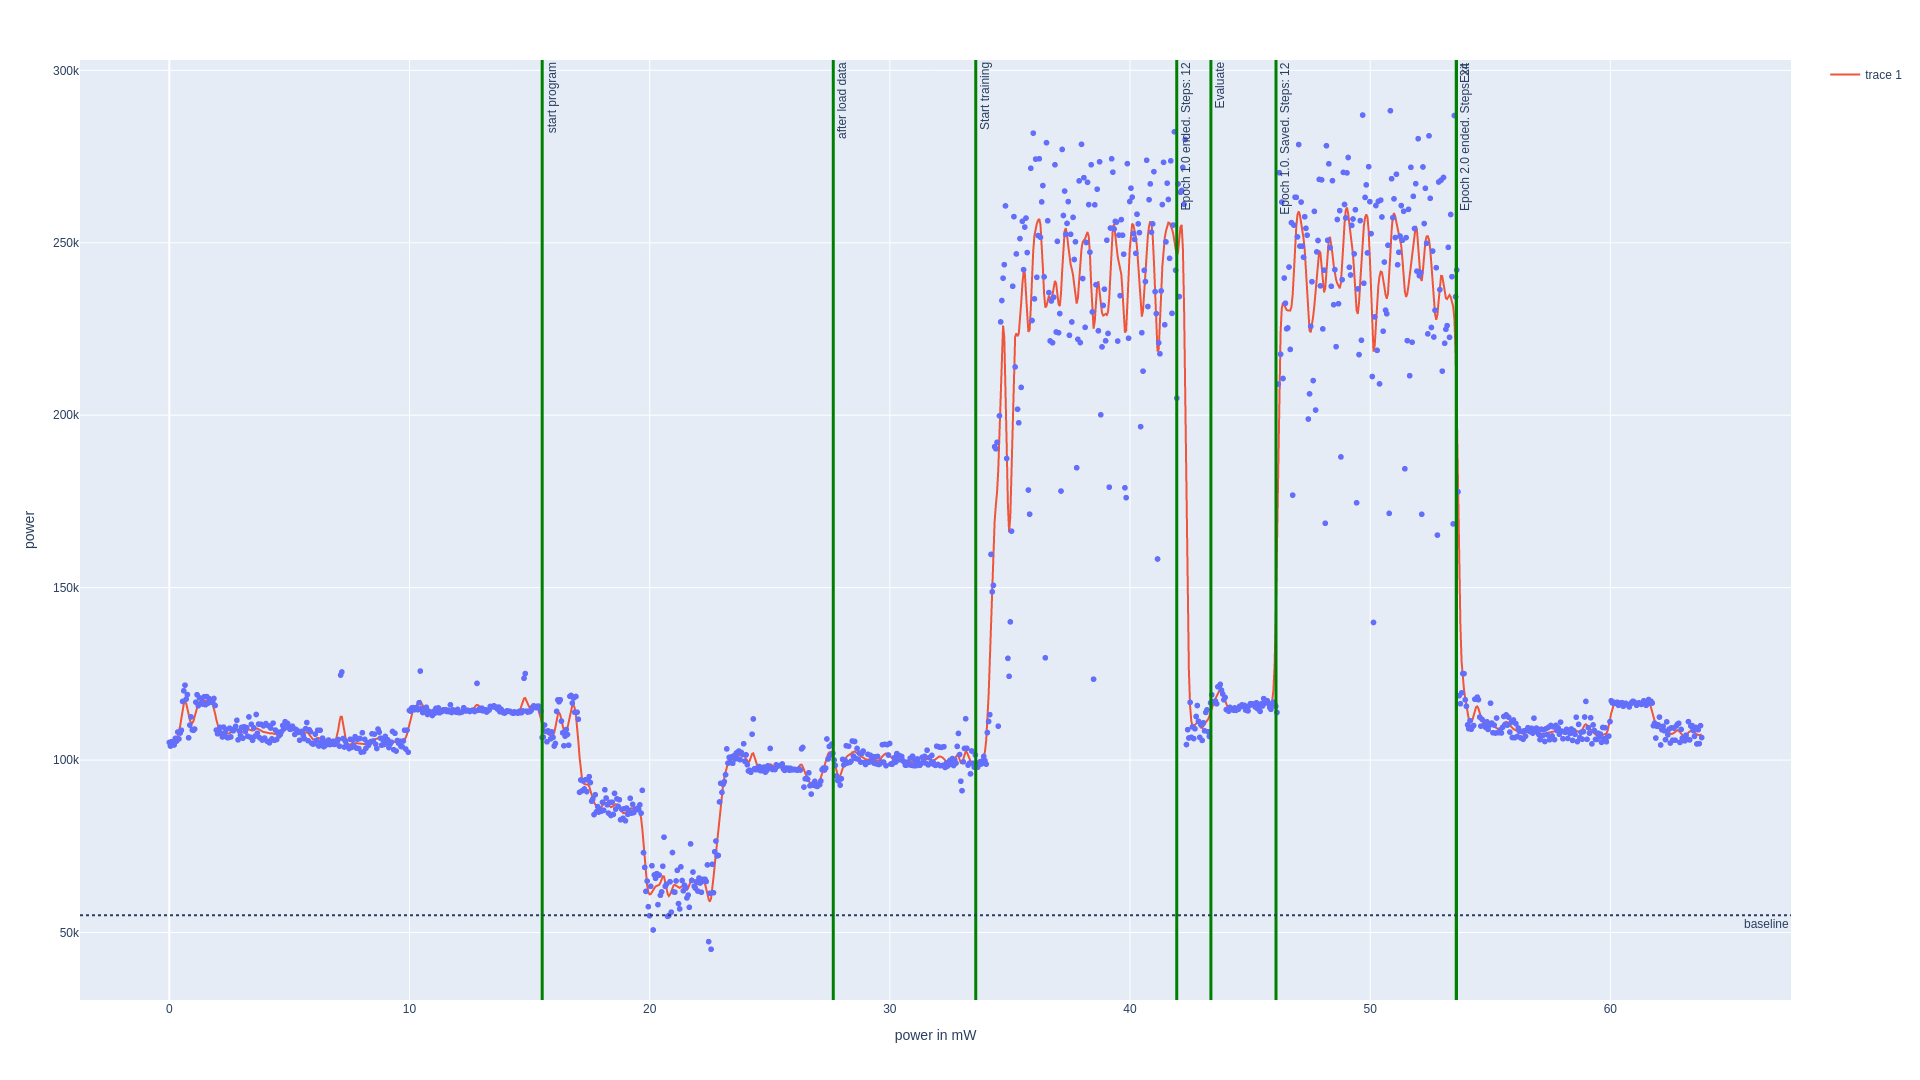 300k
250k
200k
150k
100k
50k
power
0
10
20
30
40
50
60
power in mW
start program
after load data
Start training
Epoch 1.0 ended. Steps: 12
Evaluate
Epoch 1.0. Saved. Steps: 12
Epoch 2.0 ended. Steps: 24
baseline
trace 1